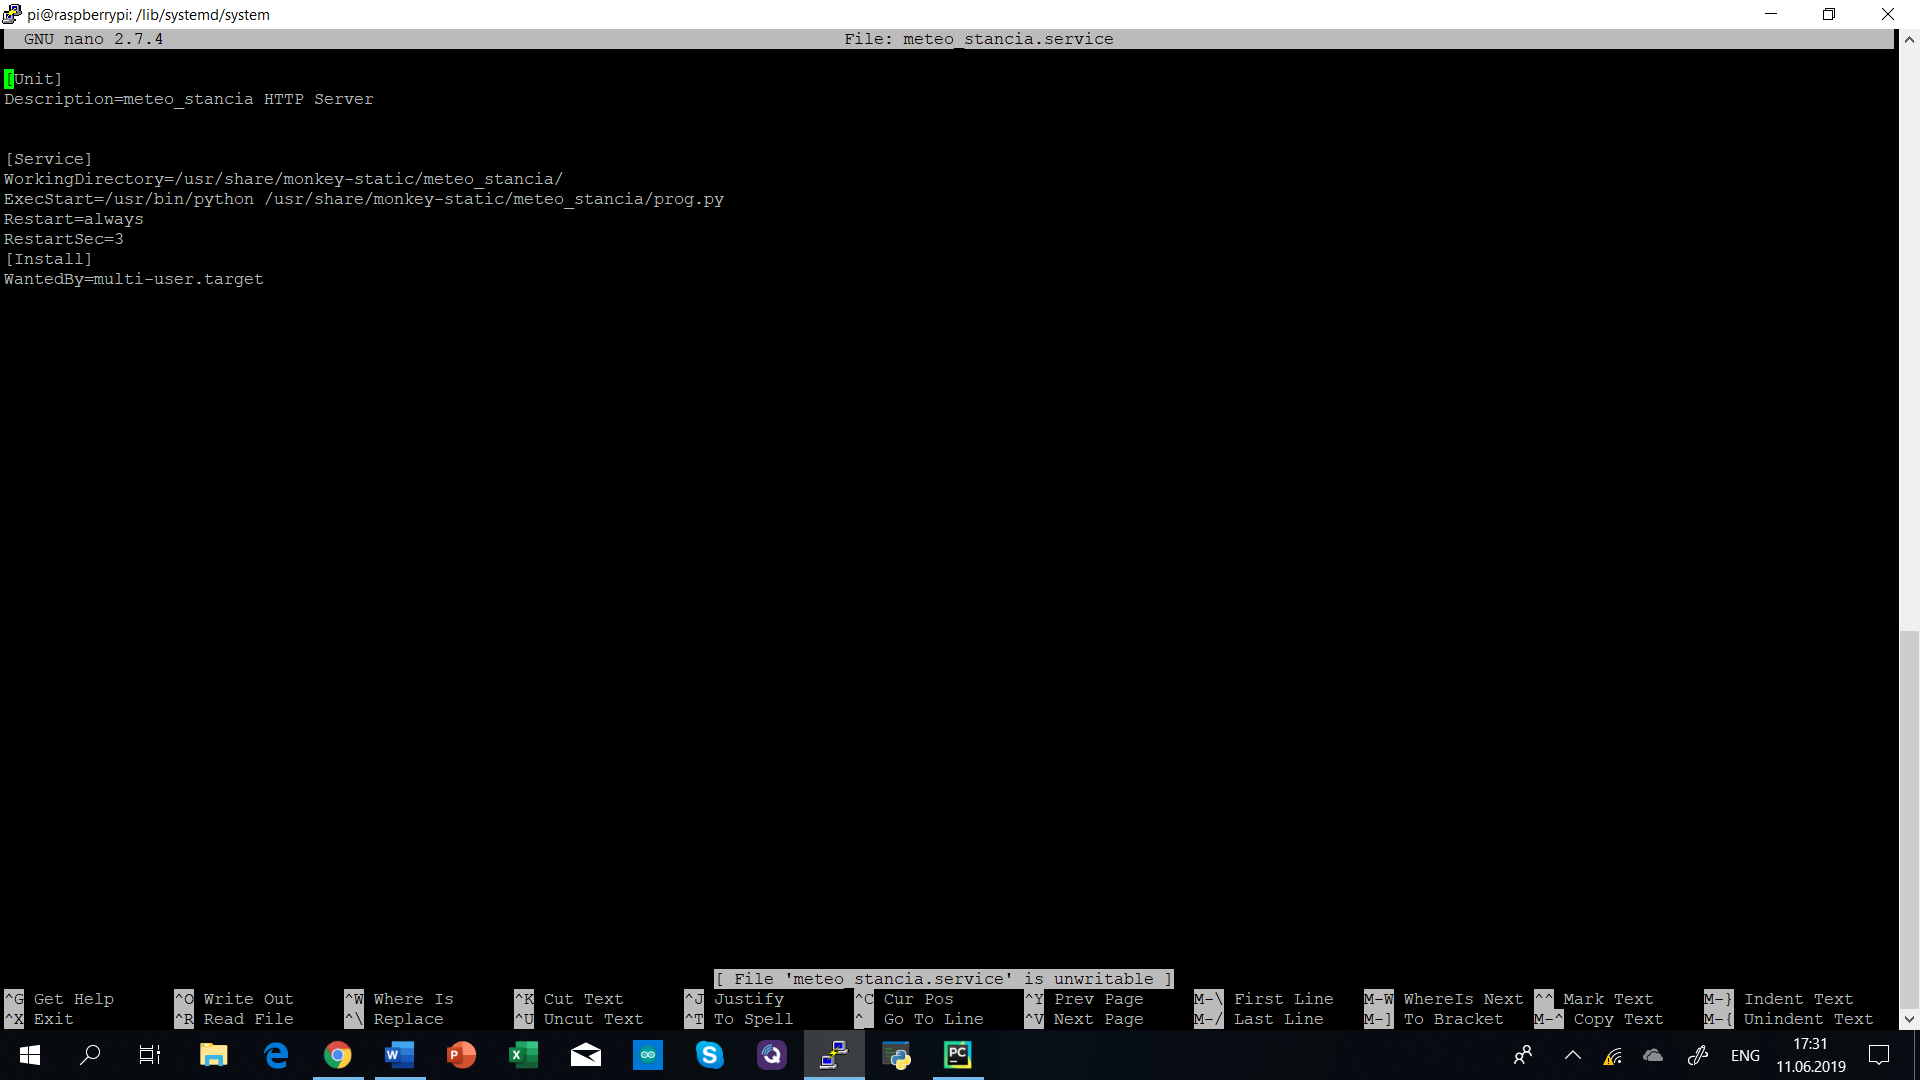 pi@raspberrypi: /lib/systemd/system
GNU nano 2.7.4 File: meteo_stancia.service
[Unit]
Description=meteo_stancia HTTP Server
[Service]
WorkingDirectory=/usr/share/monkey-static/meteo_stancia/
ExecStart=/usr/bin/python /usr/share/monkey-static/meteo_stancia/prog.py
Restart=always
RestartSec=3
[Install]
WantedBy=multi-user.target
[ File 'meteo_stancia.service' is unwritable ]
^G Get Help ^O Write Out ^W Where Is ^K Cut Text ^J Justify ^C Cur Pos ^Y Prev Page M-\ First Line M-W WhereIs Next ^^ Mark Text M-} Indent Text
^X Exit ^R Read File ^\ Replace ^U Uncut Text ^T To Spell ^_ Go To Line ^V Next Page M-/ Last Line M-] To Bracket M-^ Copy Text M-{ Unindent Text
ENG
17:31
11.06.2019